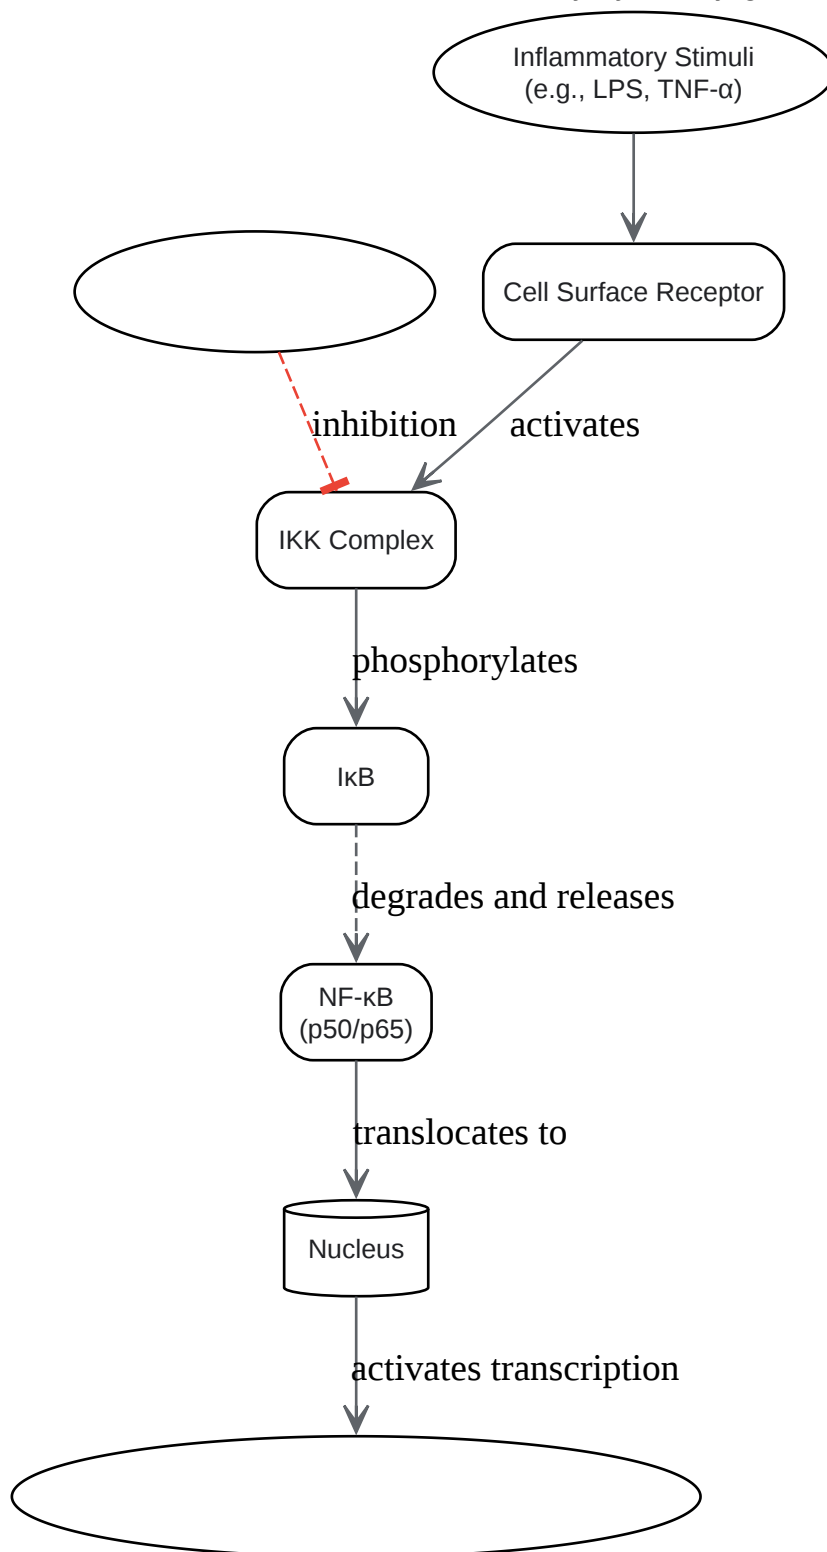 Inflammatory Stimuli
(e.g., LPS, TNF-α)
Cell Surface Receptor
inhibition
activates
IKK Complex
phosphorylates
IκB
degrades and releases
NF-κB
(p50/p65)
translocates to
Nucleus
activates transcription